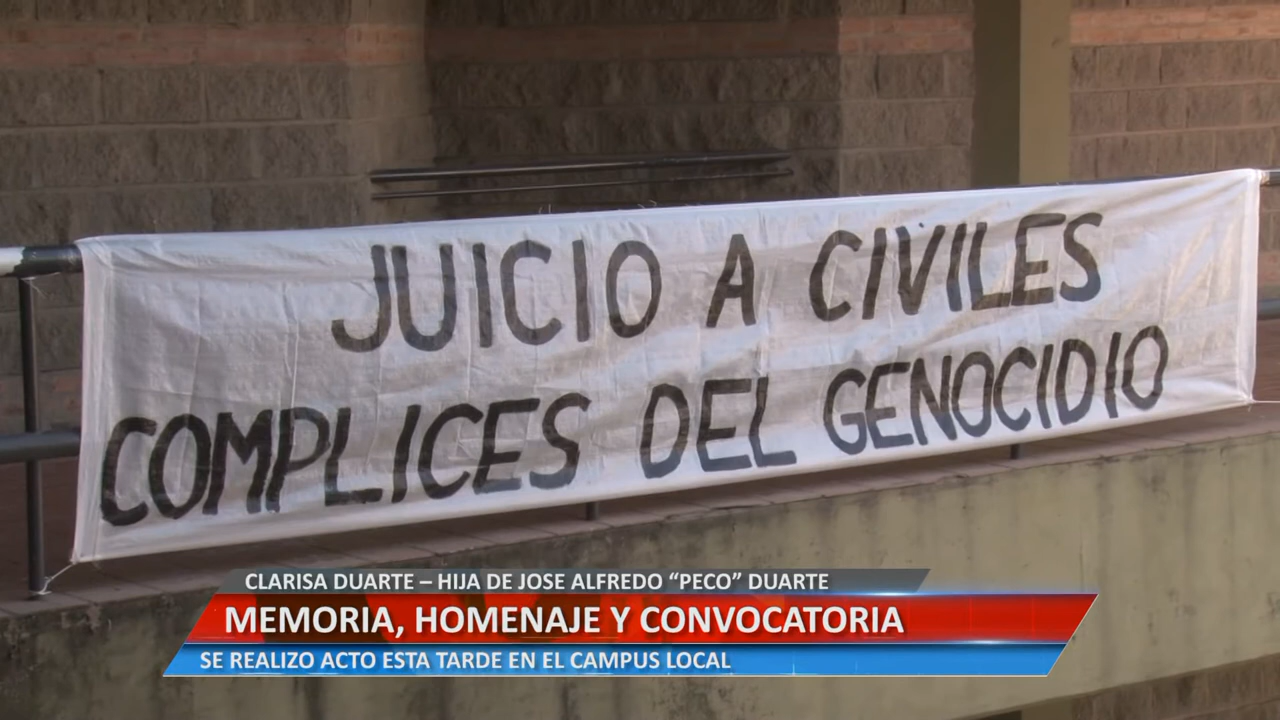 JUICIO A CIVILES
COMPLICES DEL GENOCIDIO
CLARISA DUARTE – HIJA DE JOSE ALFREDO “PECO” DUARTE
MEMORIA, HOMENAJE Y CONVOCATORIA
SE REALIZO ACTO ESTA TARDE EN EL CAMPUS LOCAL